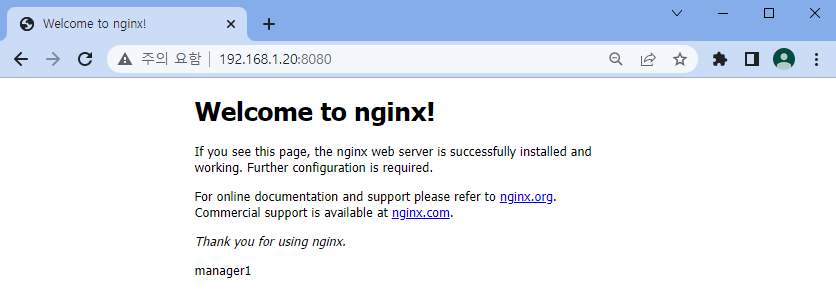 Welcome to nginx!
주의 요함 192.168.1.20:8080
Welcome to nginx!
If you see this page, the nginx web server is successfully installed and
working. Further configuration is required.
For online documentation and support please refer to nginx.org.
Commercial support is available at nginx.com.
Thank you for using nginx.
manager1